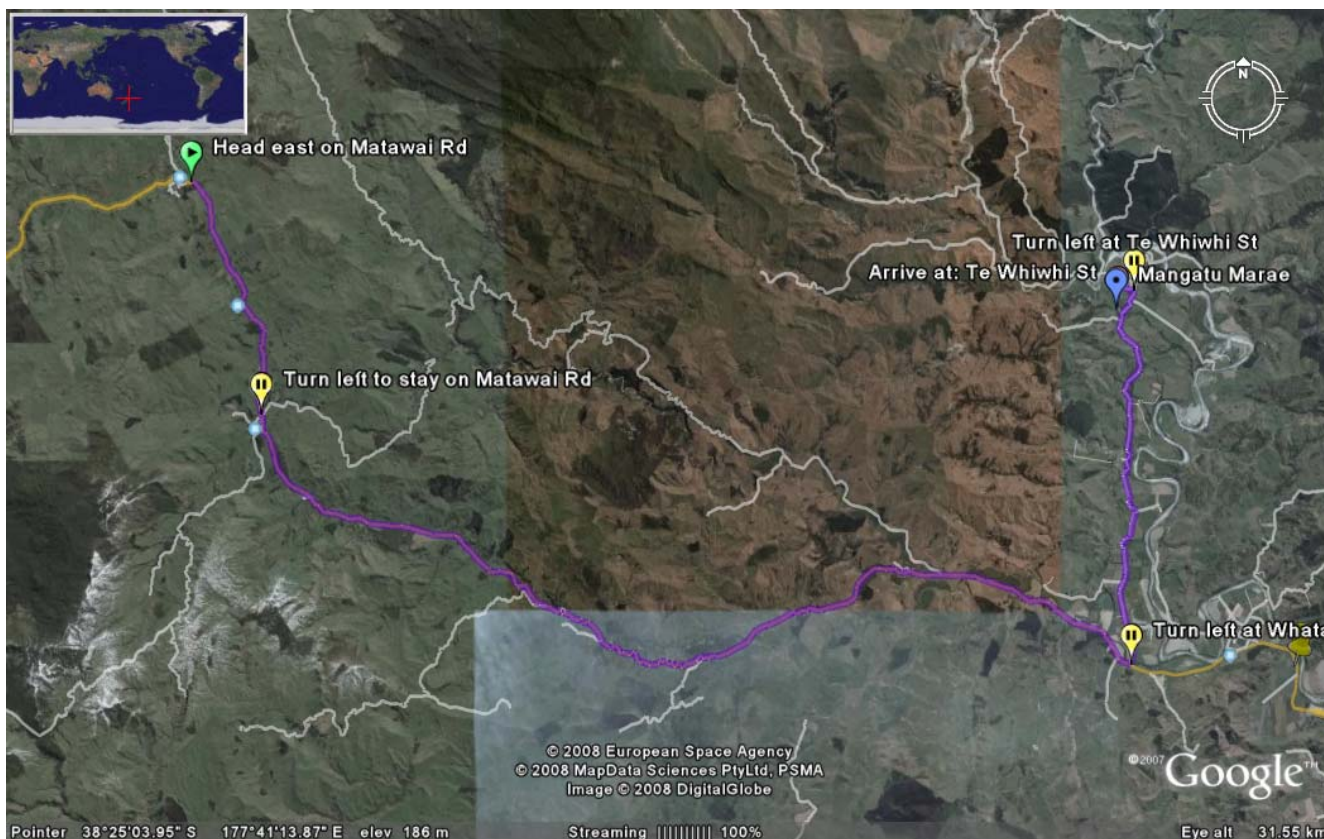 N
Head east on Matawai Rd
Turn left at Te Whiwhi St
Arrive at: Te Whiwhi St
Mangatu Marae
Turn left to stay on Matawai Rd
Turn left at Whata
© 2008 European Space Agency
© 2008 MapData Sciences PtyLtd, PSMA
Image © 2008 DigitalGlobe
©2007 Google™
Pointer 38°25'03.95" S 177°41'13.87" E elev 186 m
Streaming |||||||||| 100%
Eye alt 31.55 km